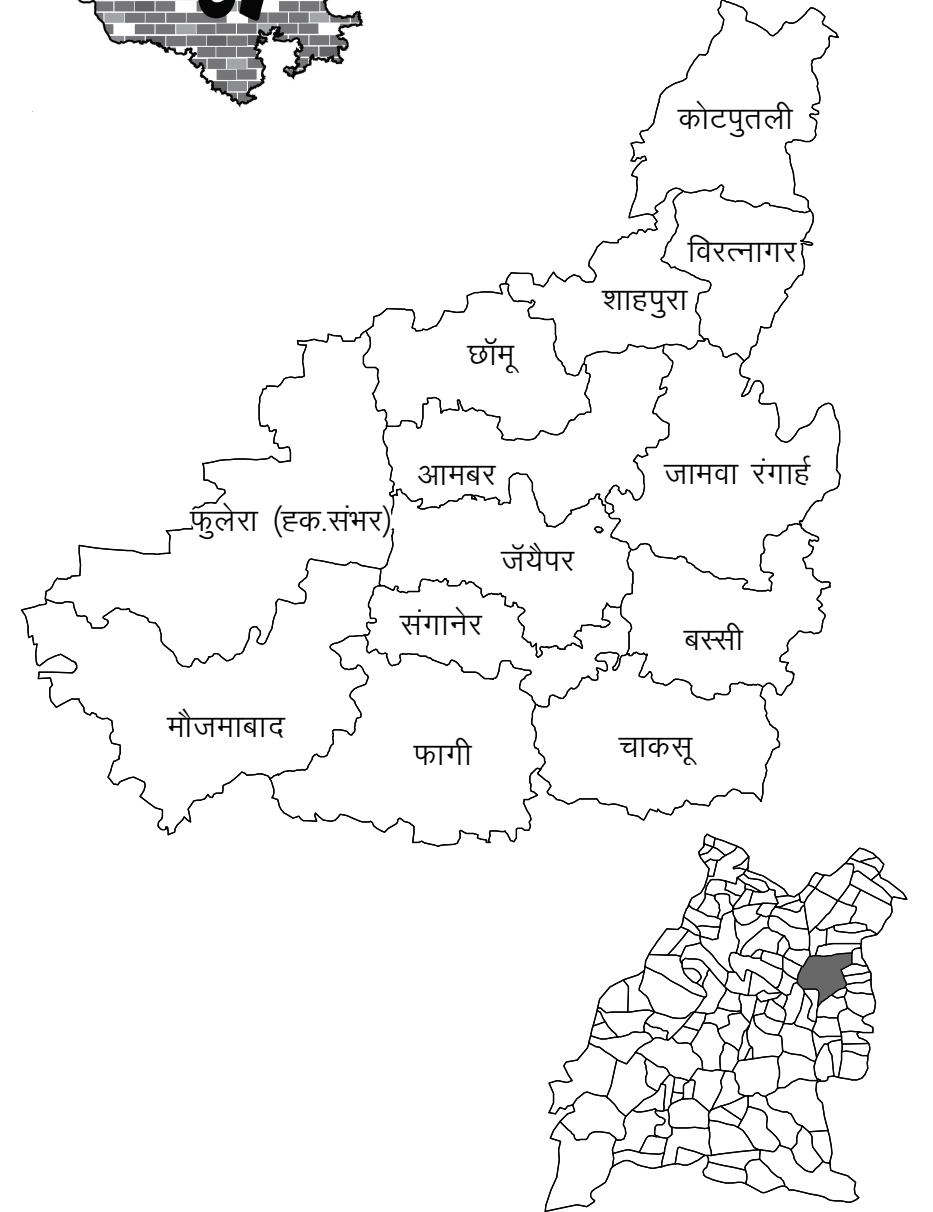 कोटपुतली
विरत्नागर
शाहपुरा
छॉमू
आमबर
जामवा रंगार्ह
फुलेरा (ह्क.संभर)
जॅयैपर
संगानेर
बस्सी
मौजमाबाद
फागी
चाकसू